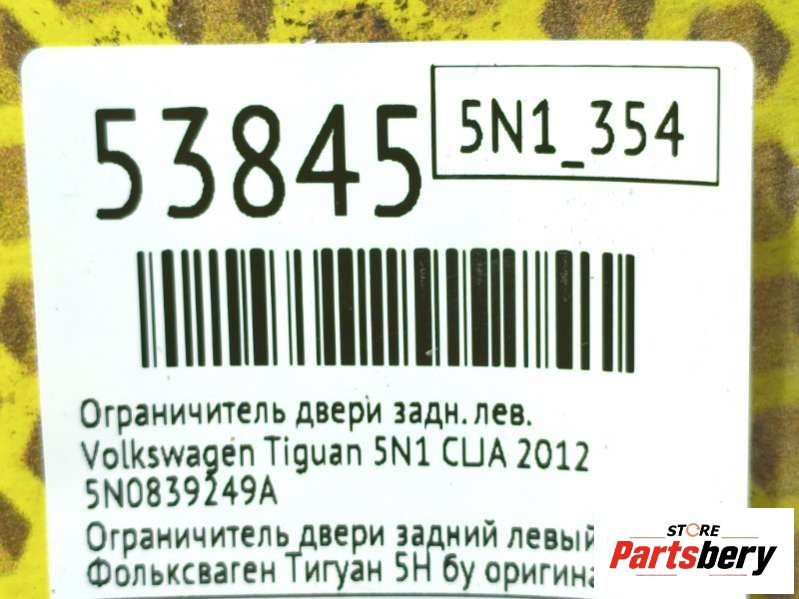 53845
5N1_354
Ограничитель двери задн. лев.
Volkswagen Tiguan 5N1 США 2012
5N0839249A
Ограничитель двери задний левый
Фольксваген Тигуан 5Н бу оригина
STORE
Partsbery